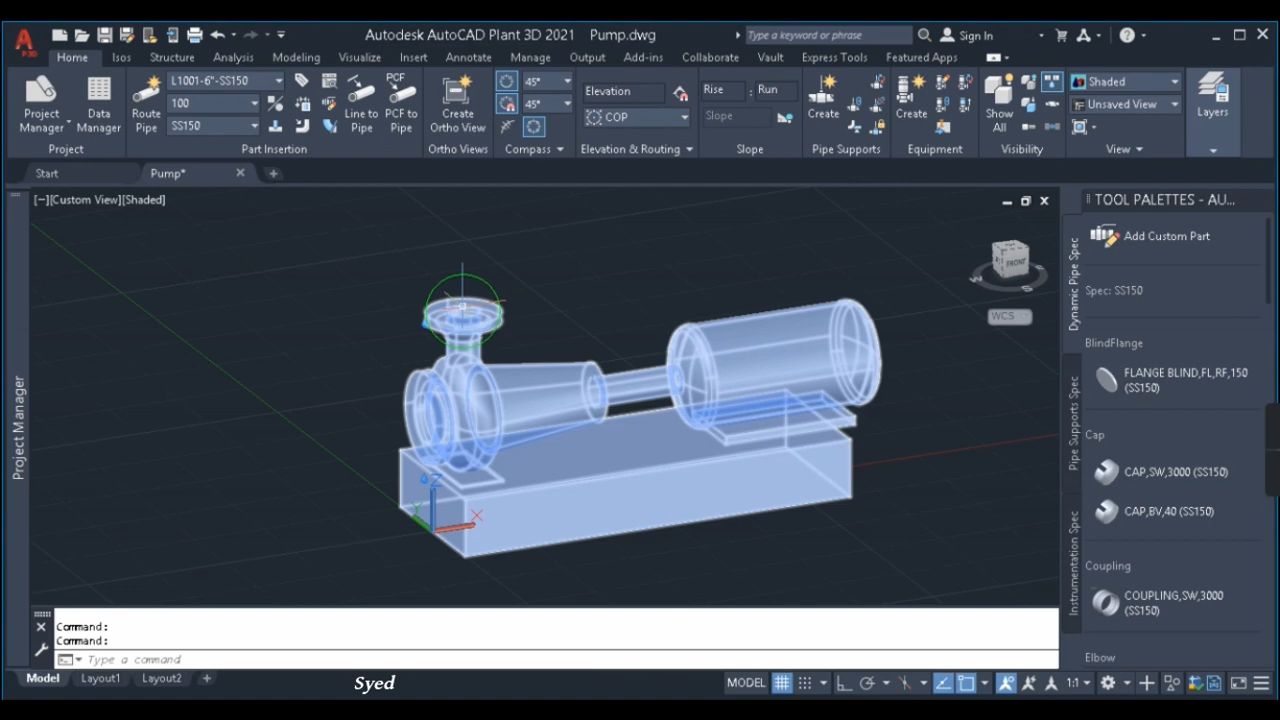 Autodesk AutoCAD Plant 3D 2021 Pump.dwg
Type a keyword or phrase
Sign In
P3D
Home Isos Structure Analysis Modeling Visualize Insert Annotate Manage Output Add-ins Collaborate Vault Express Tools Featured Apps
Project Manager
Data Manager
Project
Route Pipe
L1001-6"-SS150
100
SS150
Line to Pipe
PCF
PCF to Pipe
Part Insertion
Create Ortho View
Ortho Views
45°
45°
Compass
Elevation
COP
Elevation & Routing
Rise : Run
Slope
Slope
Create
Pipe Supports
Create
Equipment
Show All
Visibility
Shaded
Unsaved View
View
Layers
Start
Pump*
[−][Custom View][Shaded]
FRONT
WCS
Z
Y
X
Project Manager
TOOL PALETTES - AU...
Dynamic Pipe Spec
Pipe Supports Spec
Instrumentation Spec
Add Custom Part
Spec: SS150
BlindFlange
FLANGE BLIND,FL,RF,150
(SS150)
Cap
CAP,SW,3000 (SS150)
CAP,BV,40 (SS150)
Coupling
COUPLING,SW,3000
(SS150)
Elbow
Command:
Command:
Type a command
Model Layout1 Layout2
Syed
MODEL
1:1